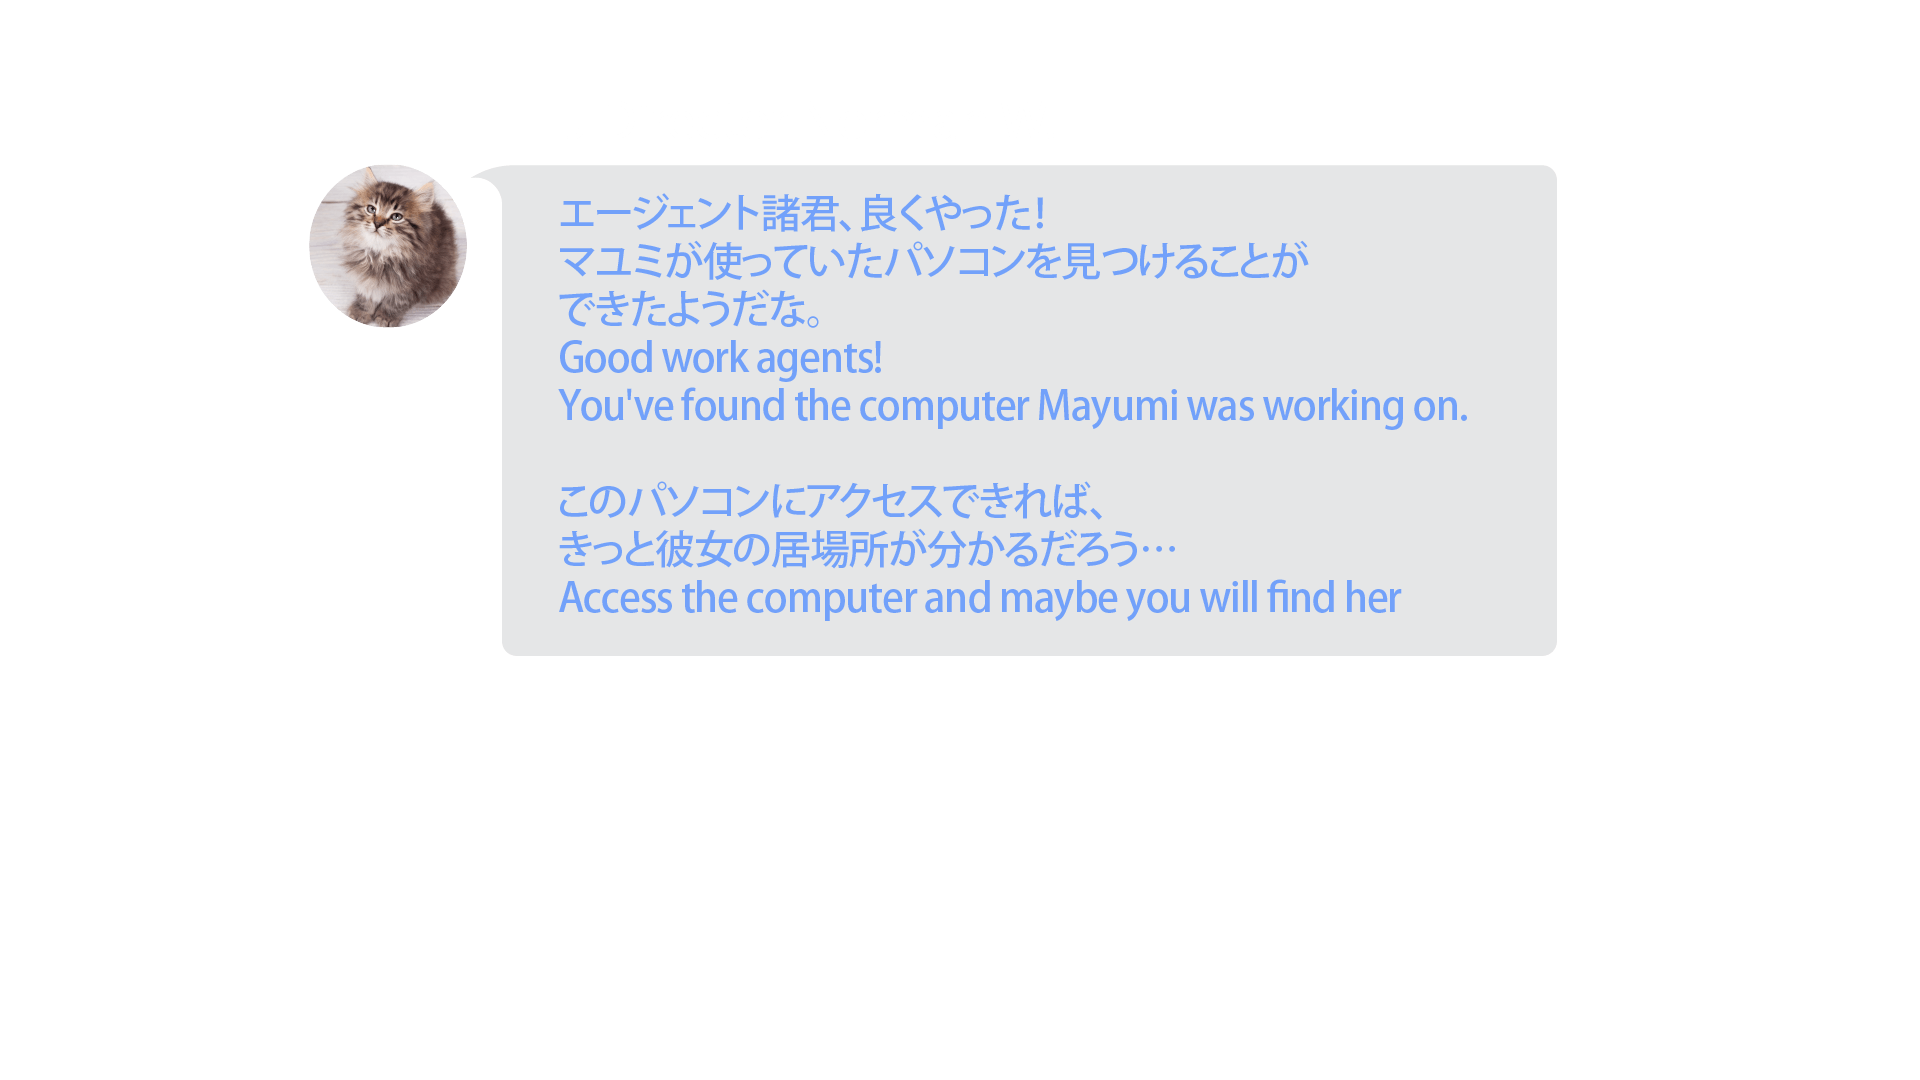 エージェント諸君、良くやった！
マユミが使っていたパソコンを見つけることが
できたようだな。
Good work agents!
You've found the computer Mayumi was working on.
このパソコンにアクセスできれば、
きっと彼女の居場所が分かるだろう…
Access the computer and maybe you will find her